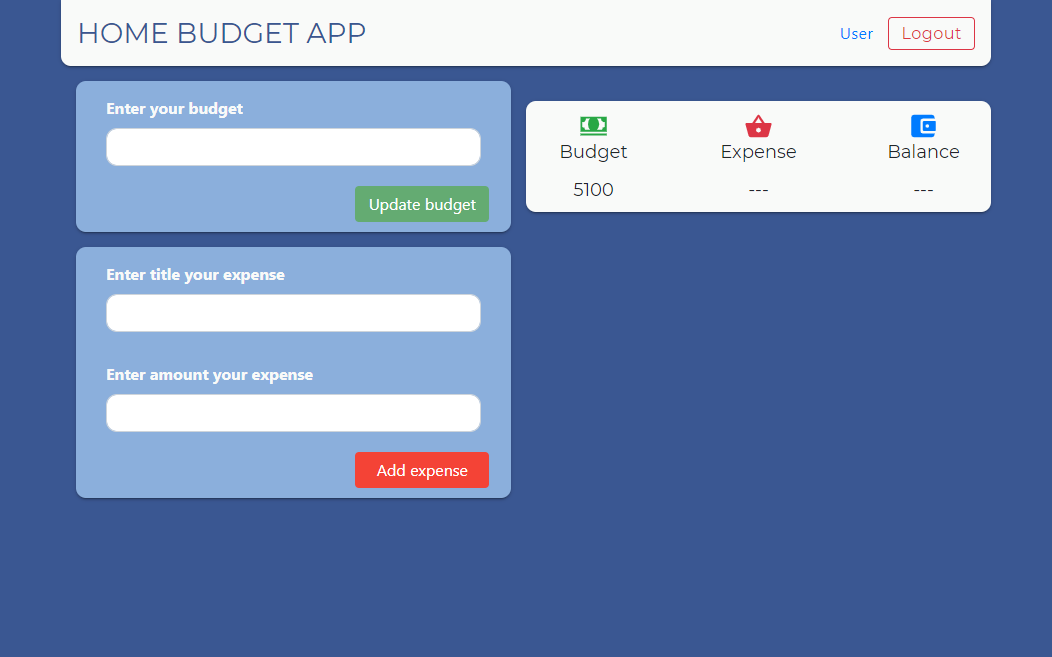 HOME BUDGET APP
User
Logout
Enter your budget
Update budget
Enter title your expense
Enter amount your expense
Add expense
Budget
Expense
Balance
5100
---
---